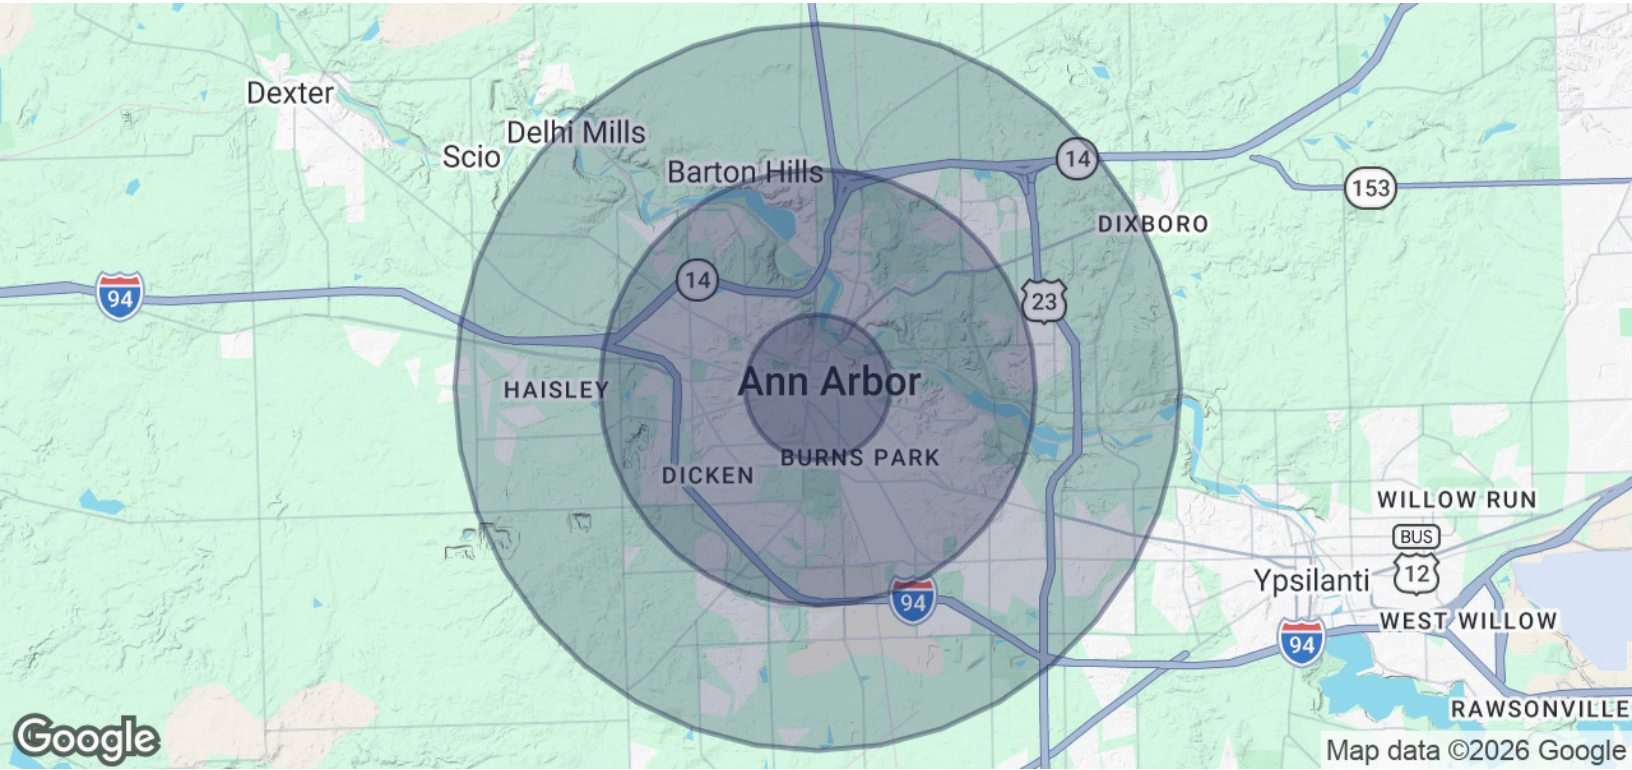 Dexter
Delhi Mills
Scio
Barton Hills
14
153
DIXBORO
94
14
23
Ann Arbor
HAISLEY
BURNS PARK
DICKEN
WILLOW RUN
BUS
12
Ypsilanti
94
WEST WILLOW
94
RAWSONVILLE
Google
Map data ©2026 Google